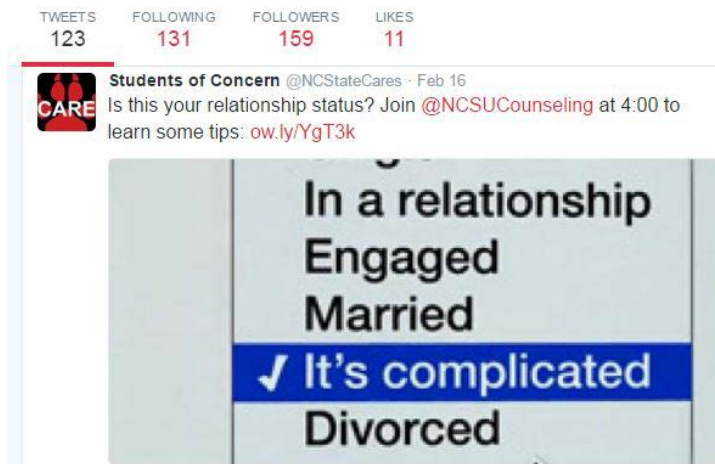 TWEETS FOLLOWING FOLLOWERS LIKES
123 131 159 11
CARE
Students of Concern @NCStateCares · Feb 16
Is this your relationship status? Join @NCSUCounseling at 4:00 to
learn some tips: ow.ly/YgT3k
In a relationship
Engaged
Married
✓ It's complicated
Divorced